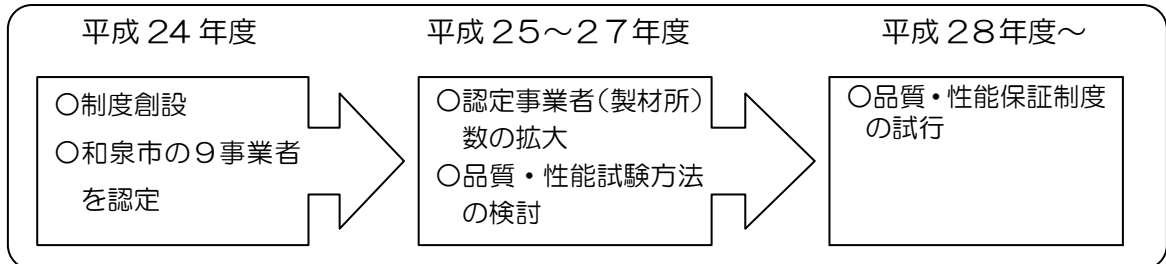 平成24年度
○制度創設
○和泉市の9事業者
を認定
平成25～27年度
○認定事業者(製材所)
数の拡大
○品質・性能試験方法
の検討
平成28年度～
○品質・性能保証制度
の試行